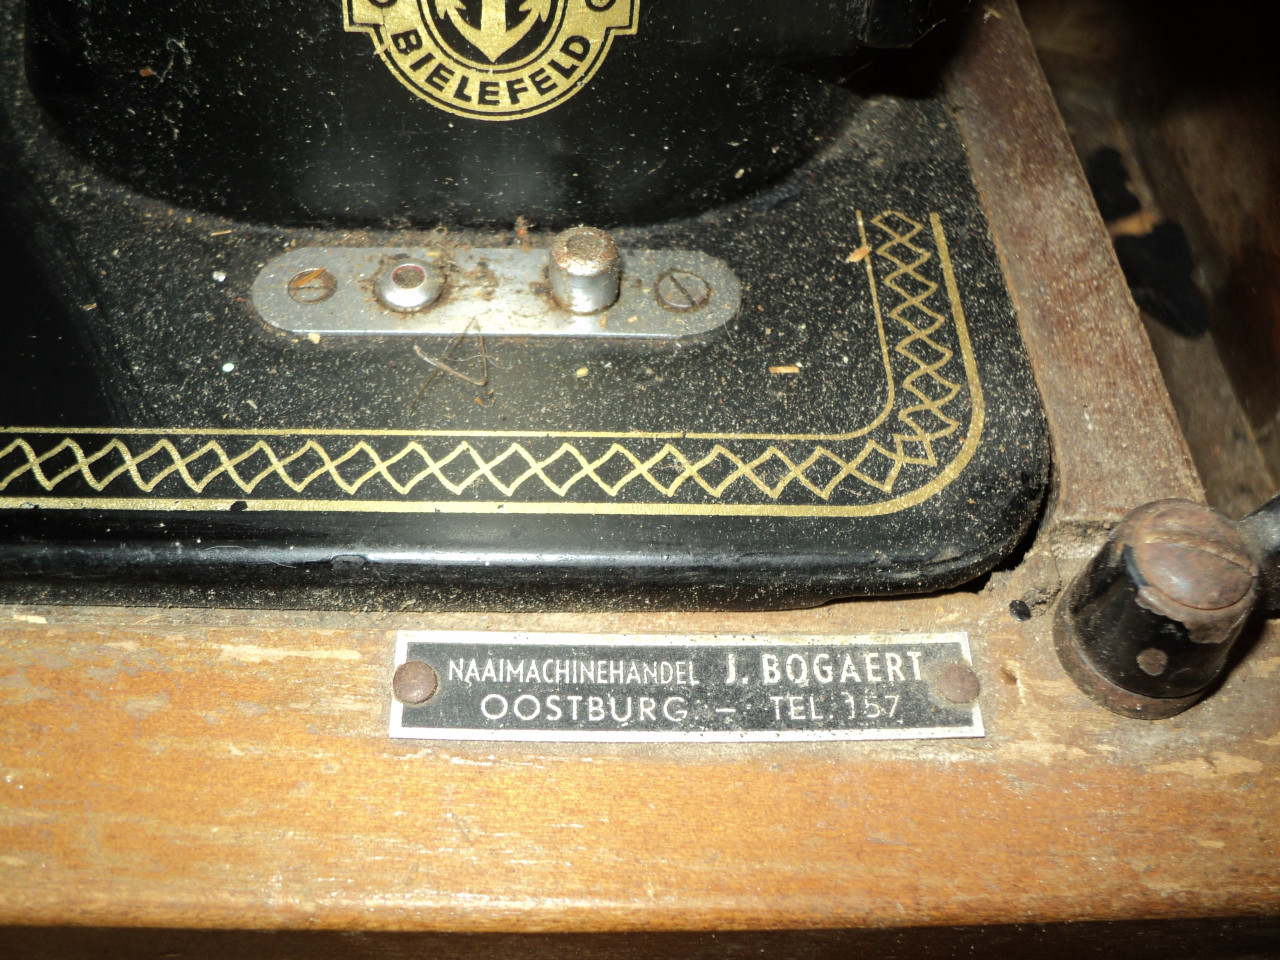 BIELEFELD
NAAIMACHINEHANDEL J. BOGAERT
OOSTBURG - TEL. 157